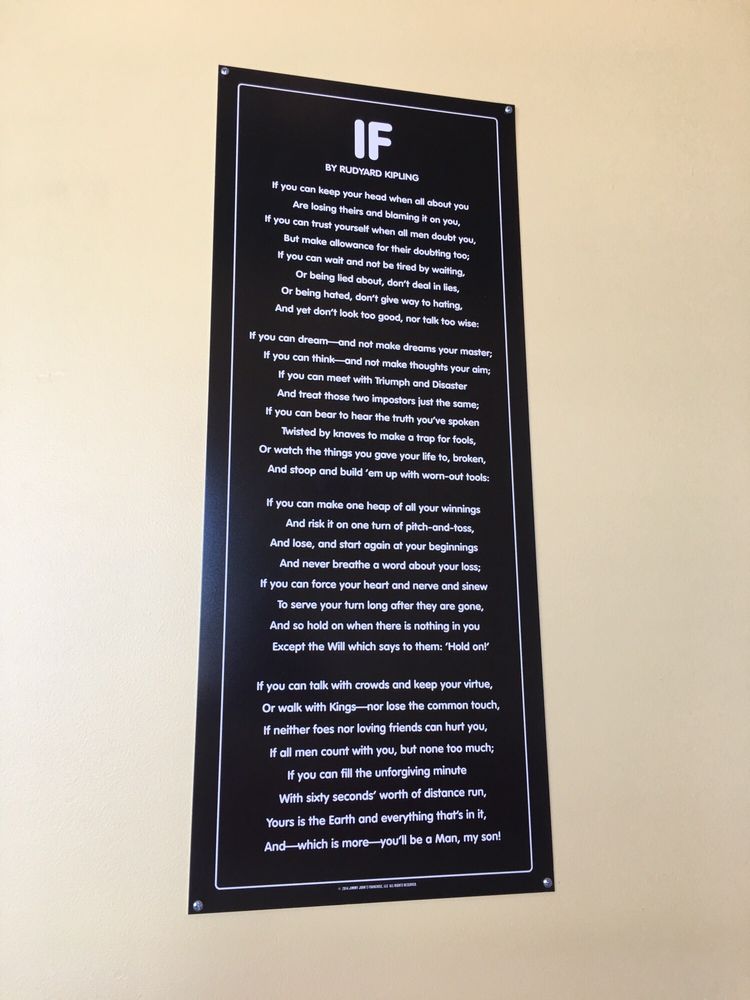 IF
BY RUDYARD KIPLING
If you can keep your head when all about you
Are losing theirs and blaming it on you,
If you can trust yourself when all men doubt you,
But make allowance for their doubting too;
If you can wait and not be tired by waiting,
Or being lied about, don't deal in lies,
Or being hated, don't give way to hating,
And yet don't look too good, nor talk too wise:
If you can dream—and not make dreams your master;
If you can think—and not make thoughts your aim;
If you can meet with Triumph and Disaster
And treat those two impostors just the same;
If you can bear to hear the truth you've spoken
Twisted by knaves to make a trap for fools,
Or watch the things you gave your life to, broken,
And stoop and build 'em up with worn-out tools:
If you can make one heap of all your winnings
And risk it on one turn of pitch-and-toss,
And lose, and start again at your beginnings
And never breathe a word about your loss;
If you can force your heart and nerve and sinew
To serve your turn long after they are gone,
And so hold on when there is nothing in you
Except the Will which says to them: 'Hold on!'
If you can talk with crowds and keep your virtue,
Or walk with Kings—nor lose the common touch,
If neither foes nor loving friends can hurt you,
If all men count with you, but none too much;
If you can fill the unforgiving minute
With sixty seconds' worth of distance run,
Yours is the Earth and everything that's in it,
And—which is more—you'll be a Man, my son!
© 2014 JIMMY JOHN'S FRANCHISE, LLC ALL RIGHTS RESERVED.